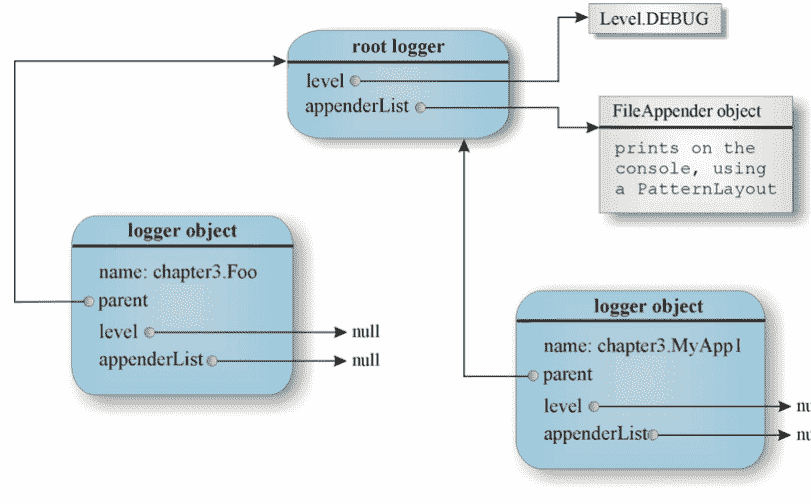 Level.DEBUG
root logger
level
appenderList
FileAppender object
prints on the
console, using
a PatternLayout
logger object
name: chapter3.Foo
parent
level null
appenderList null
logger object
name: chapter3.MyApp1
parent
level
appenderList